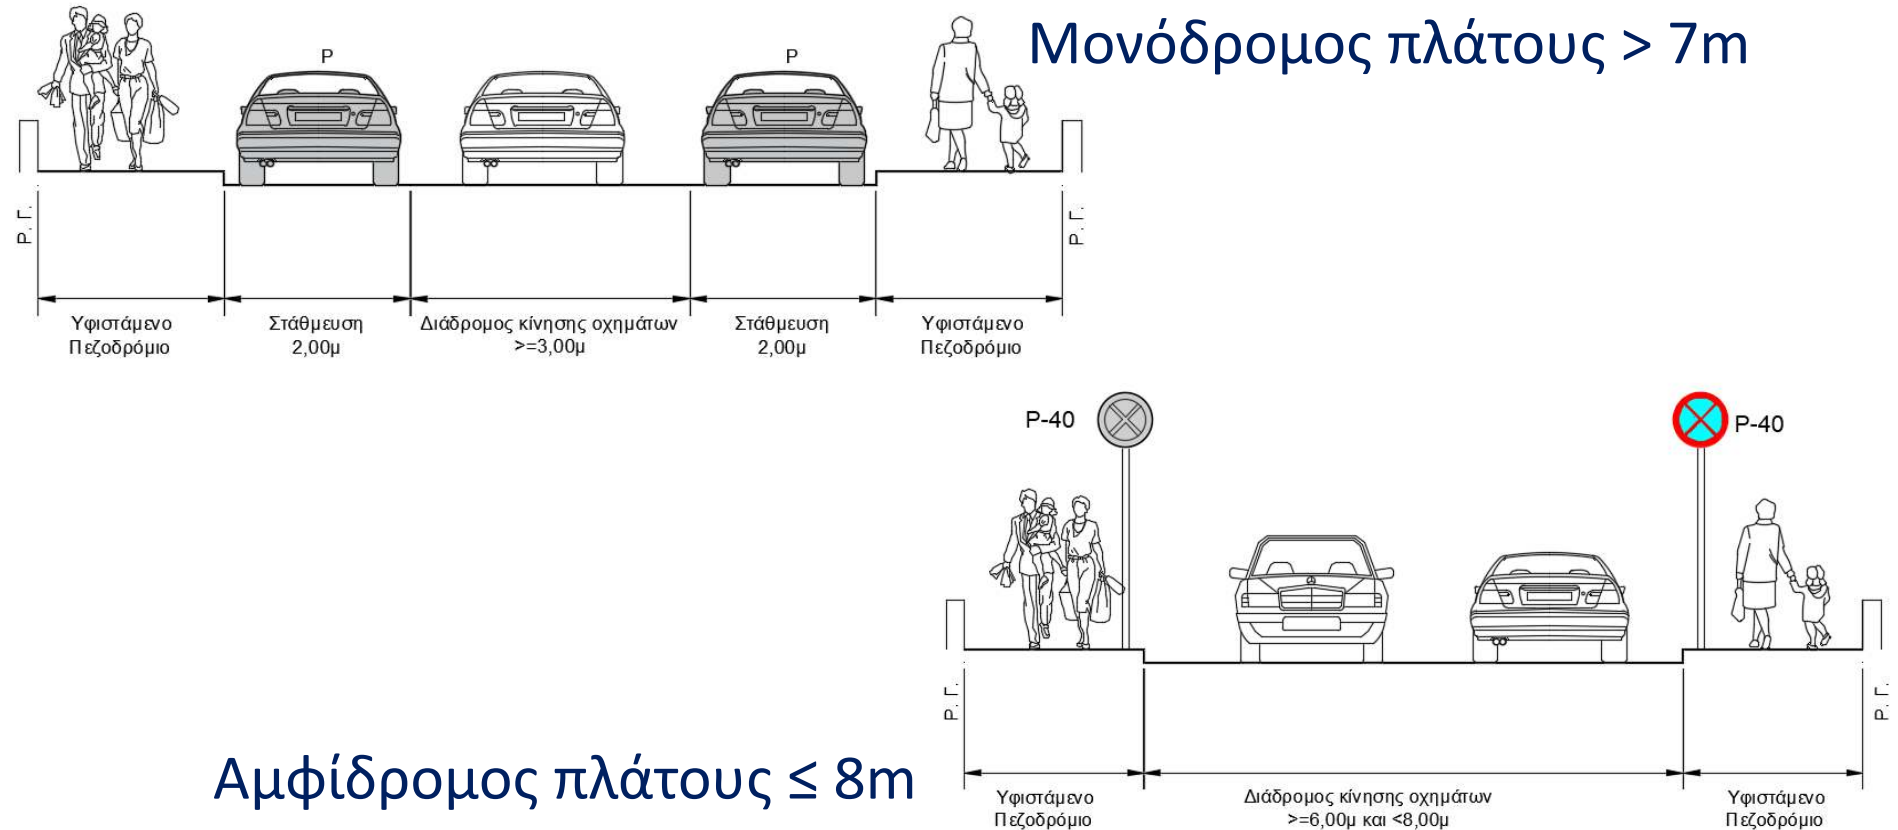 Μονόδρομος πλάτους > 7m
P
P
Ρ. Γ.
Ρ. Γ.
Υφιστάμενο
Πεζοδρόμιο
Στάθμευση
2,00μ
Διάδρομος κίνησης οχημάτων
>=3,00μ
Στάθμευση
2,00μ
Υφιστάμενο
Πεζοδρόμιο
P-40
P-40
Ρ. Γ.
Ρ. Γ.
Αμφίδρομος πλάτους ≤ 8m
Υφιστάμενο
Πεζοδρόμιο
Διάδρομος κίνησης οχημάτων
>=6,00μ και <8,00μ
Υφιστάμενο
Πεζοδρόμιο